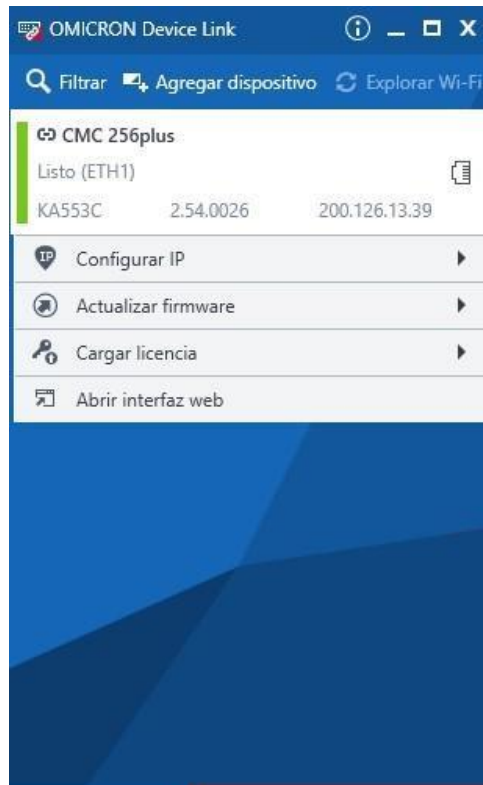 OMICRON Device Link
Filtrar Agregar dispositivo Explorar Wi-Fi
CMC 256plus
Listo (ETH1)
KA553C 2.54.0026 200.126.13.39
IP Configurar IP
Actualizar firmware
Cargar licencia
Abrir interfaz web